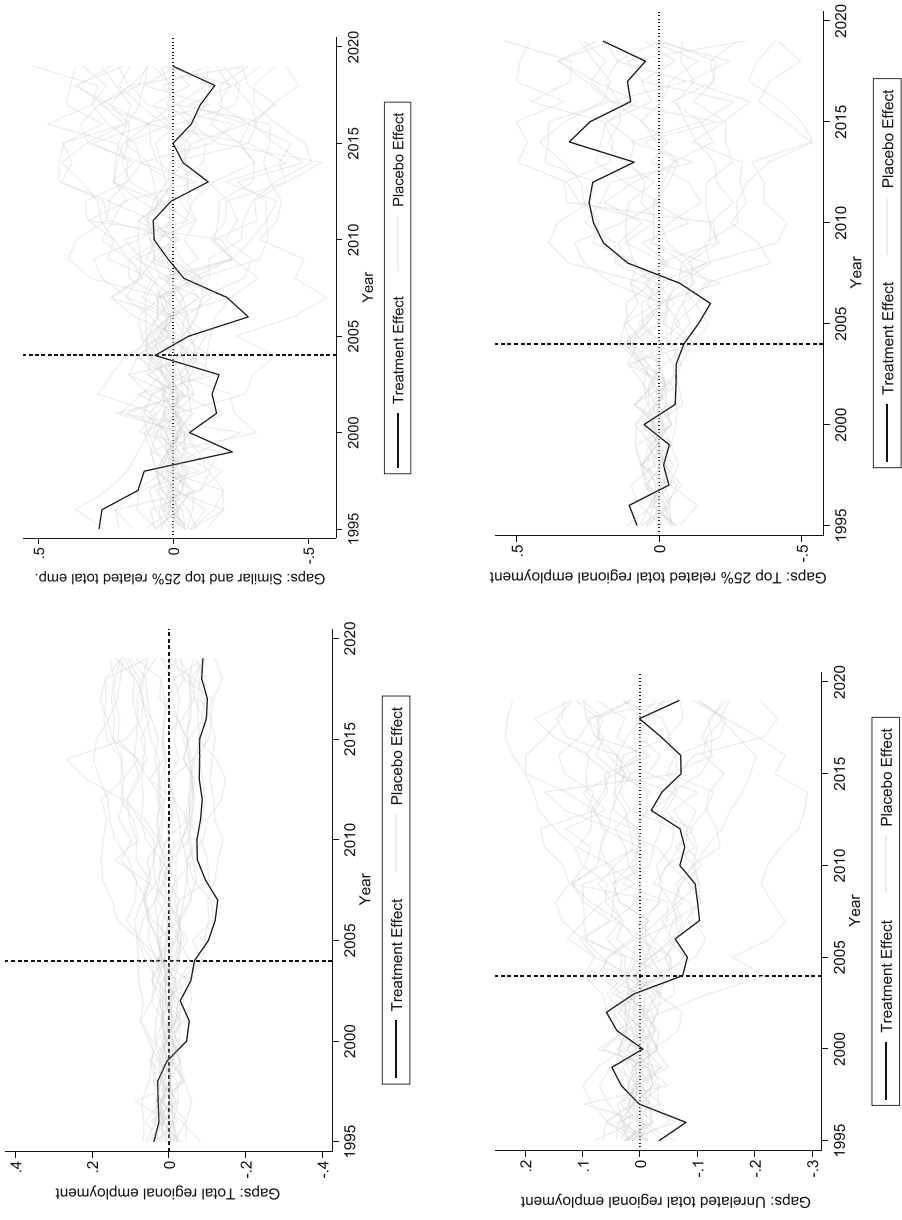 Gaps: Total regional employment
.4
.2
0
-.2
-.4
1995
2000
2005
2010
2015
2020
Year
Treatment Effect
Placebo Effect
Gaps: Similar and top 25% related total emp.
.5
0
-.5
1995
2000
2005
2010
2015
2020
Year
Treatment Effect
Placebo Effect
Gaps: Unrelated total regional employment
.2
.1
0
-.1
-.2
-.3
1995
2000
2005
2010
2015
2020
Year
Treatment Effect
Placebo Effect
Gaps: Top 25% related total regional employment
.5
0
-.5
1995
2000
2005
2010
2015
2020
Year
Treatment Effect
Placebo Effect